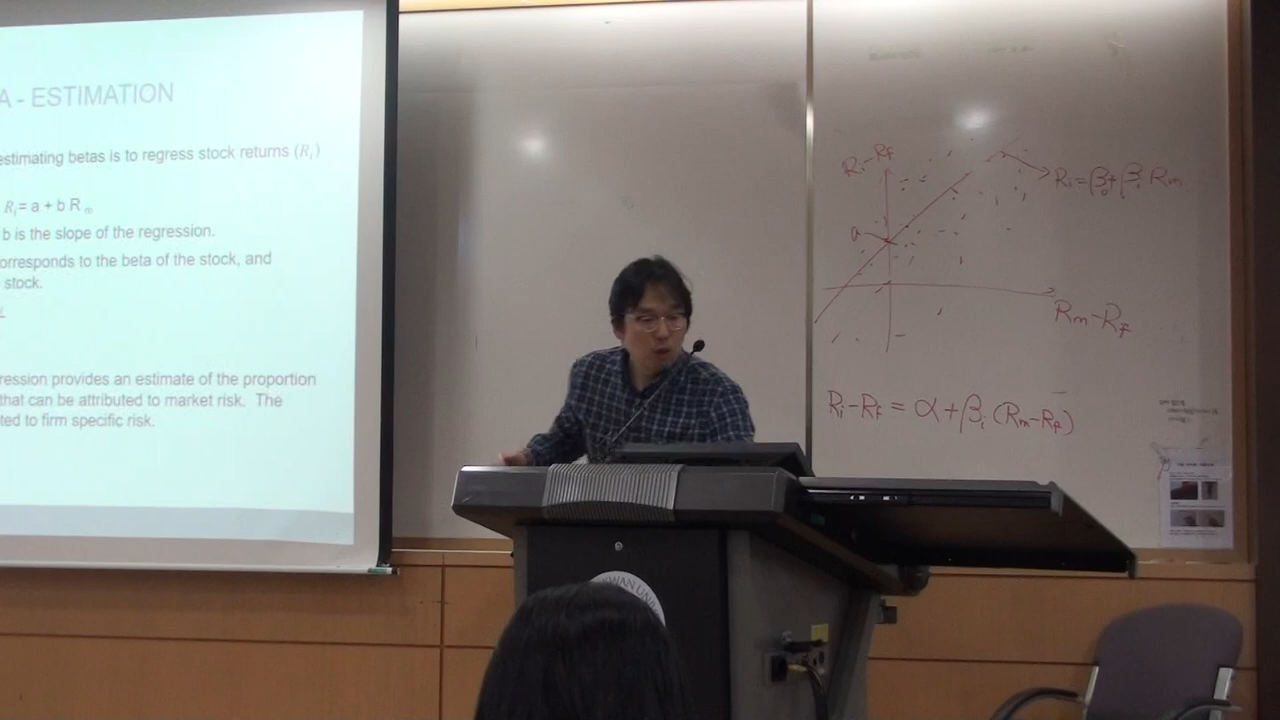 A - ESTIMATION
estimating betas is to regress stock returns (Ri)
Ri = a + b Rm
b is the slope of the regression.
orresponds to the beta of the stock, and
stock.
ression provides an estimate of the proportion
that can be attributed to market risk. The
ted to firm specific risk.
Ri-Rf
Ri = β0 + βi Rm
a
Rm-Rf
Ri-Rf = α + βi (Rm-Rf)
KWAN UNIV